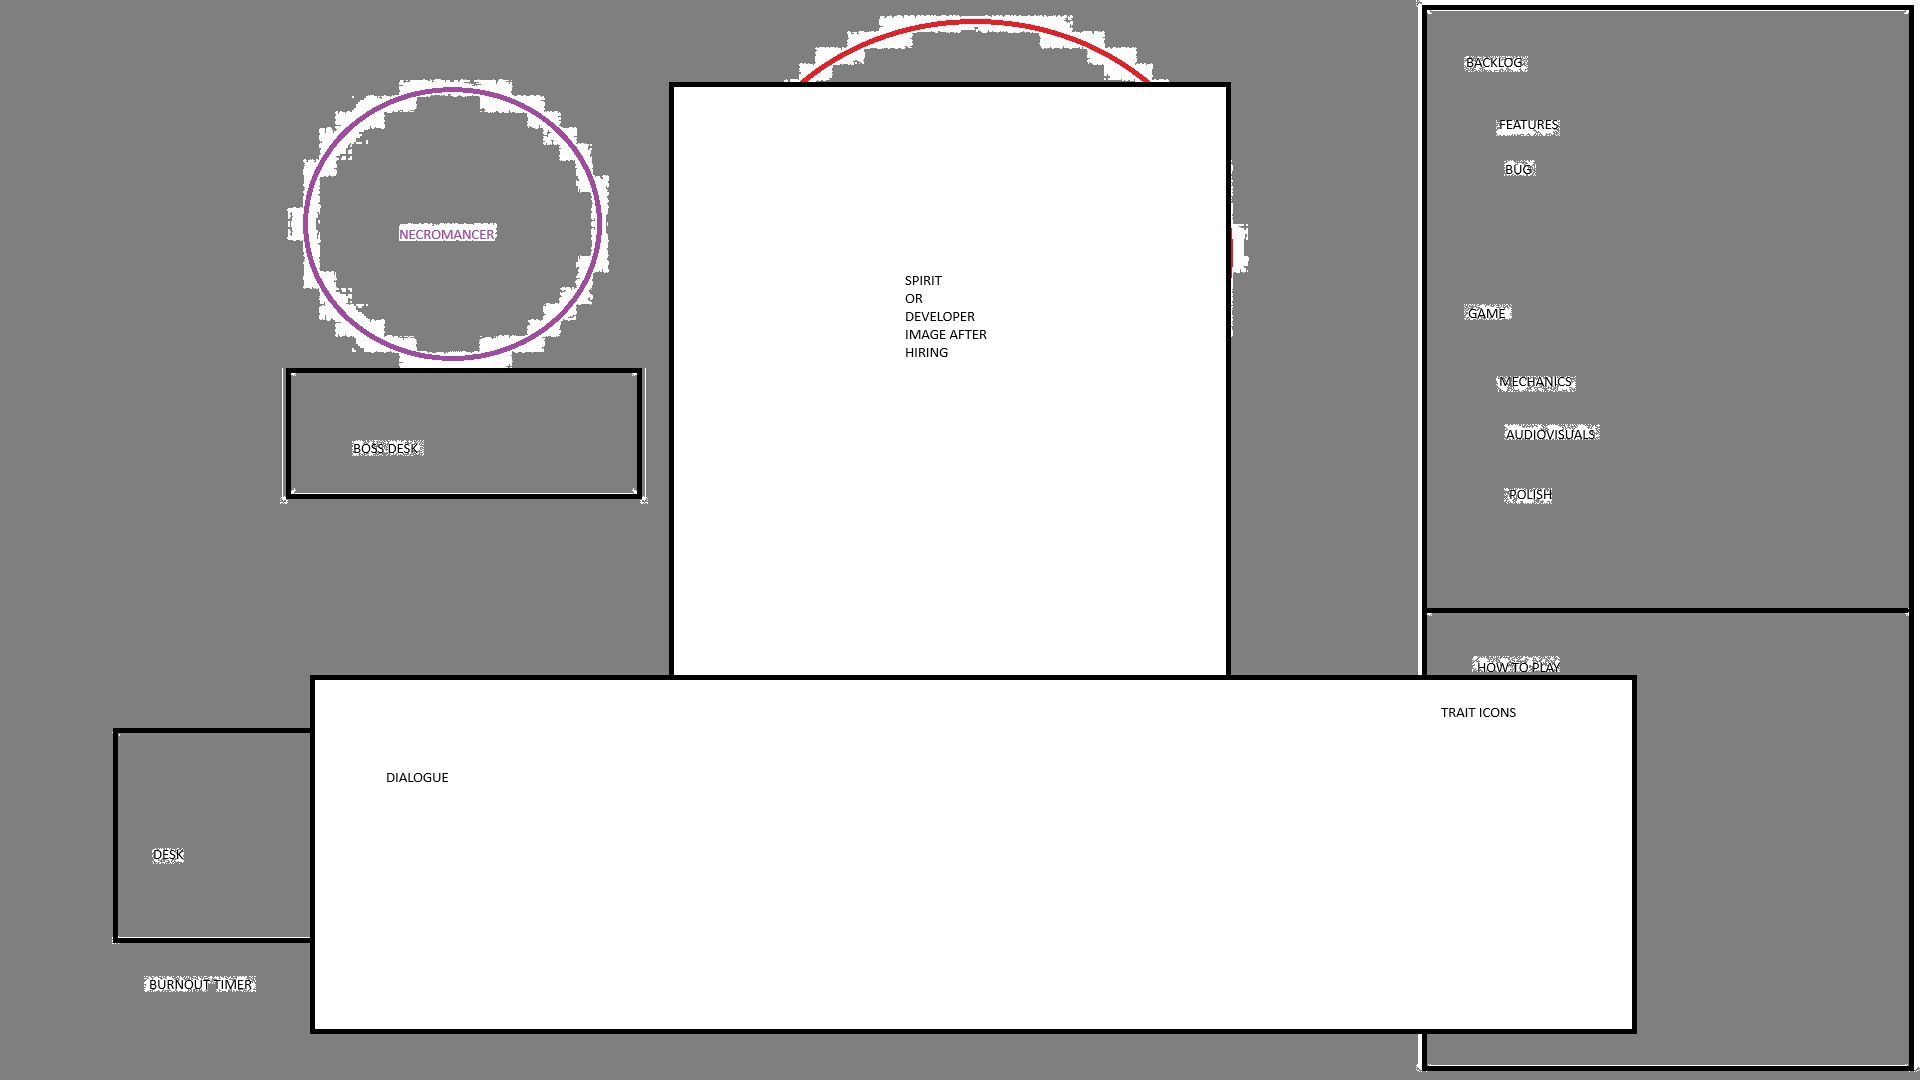 NECROMANCER
BOSS DESK
SPIRIT
OR
DEVELOPER
IMAGE AFTER
HIRING
BACKLOG
FEATURES
BUG
GAME
MECHANICS
AUDIOVISUALS
POLISH
HOW TO PLAY
TRAIT ICONS
DIALOGUE
DESK
BURNOUT TIMER